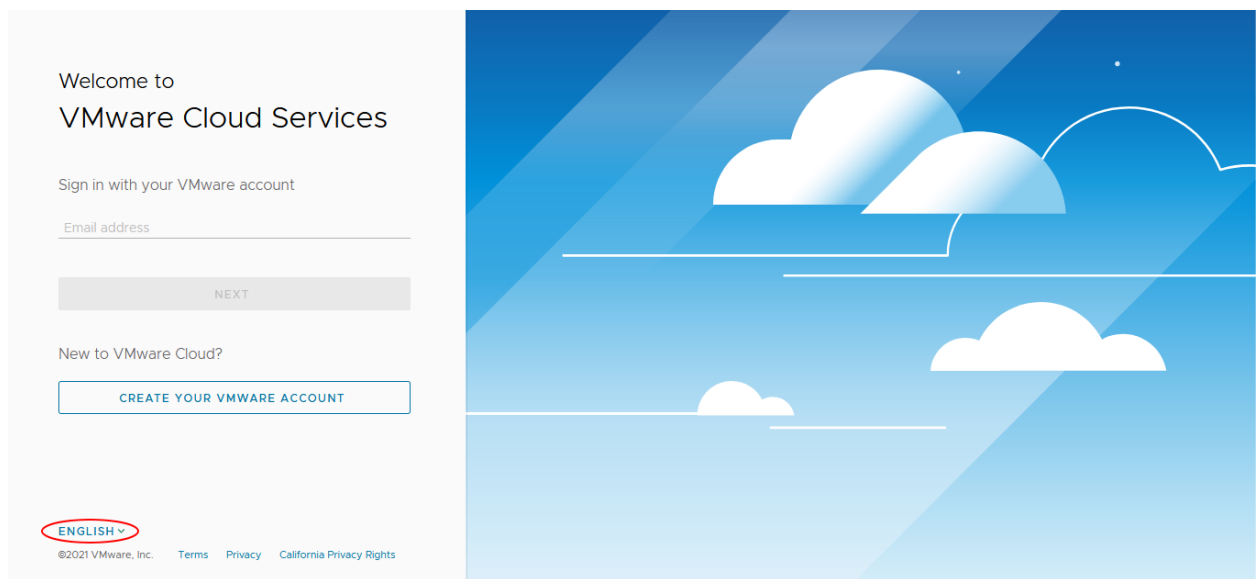 Welcome to
VMware Cloud Services
Sign in with your VMware account
Email address
NEXT
New to VMware Cloud?
CREATE YOUR VMWARE ACCOUNT
ENGLISH
©2021 VMware, Inc. Terms Privacy California Privacy Rights